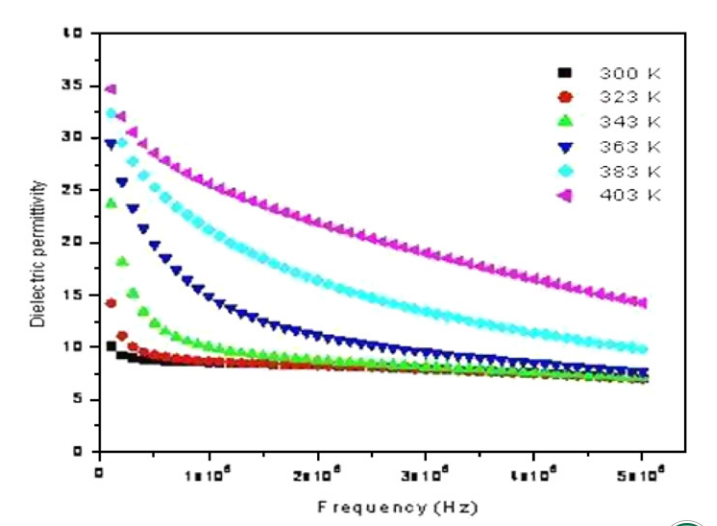 40
35
30
25
20
15
10
5
0
Dielectric permittivity
300 K
323 K
343 K
363 K
383 K
403 K
0 1x10⁶ 2x10⁶ 3x10⁶ 4x10⁶ 5x10⁶
Frequency (Hz)